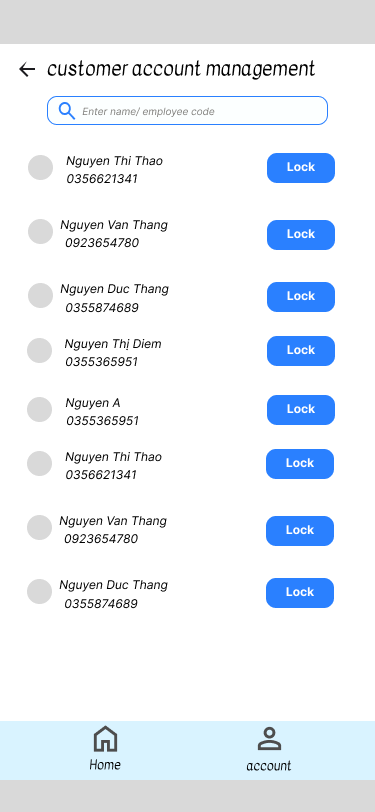 customer account management
Enter name/ employee code
Nguyen Thi Thao
0356621341
Lock
Nguyen Van Thang
0923654780
Lock
Nguyen Duc Thang
0355874689
Lock
Nguyen Thị Diem
0355365951
Lock
Nguyen A
0355365951
Lock
Nguyen Thi Thao
0356621341
Lock
Nguyen Van Thang
0923654780
Lock
Nguyen Duc Thang
0355874689
Lock
Home
account